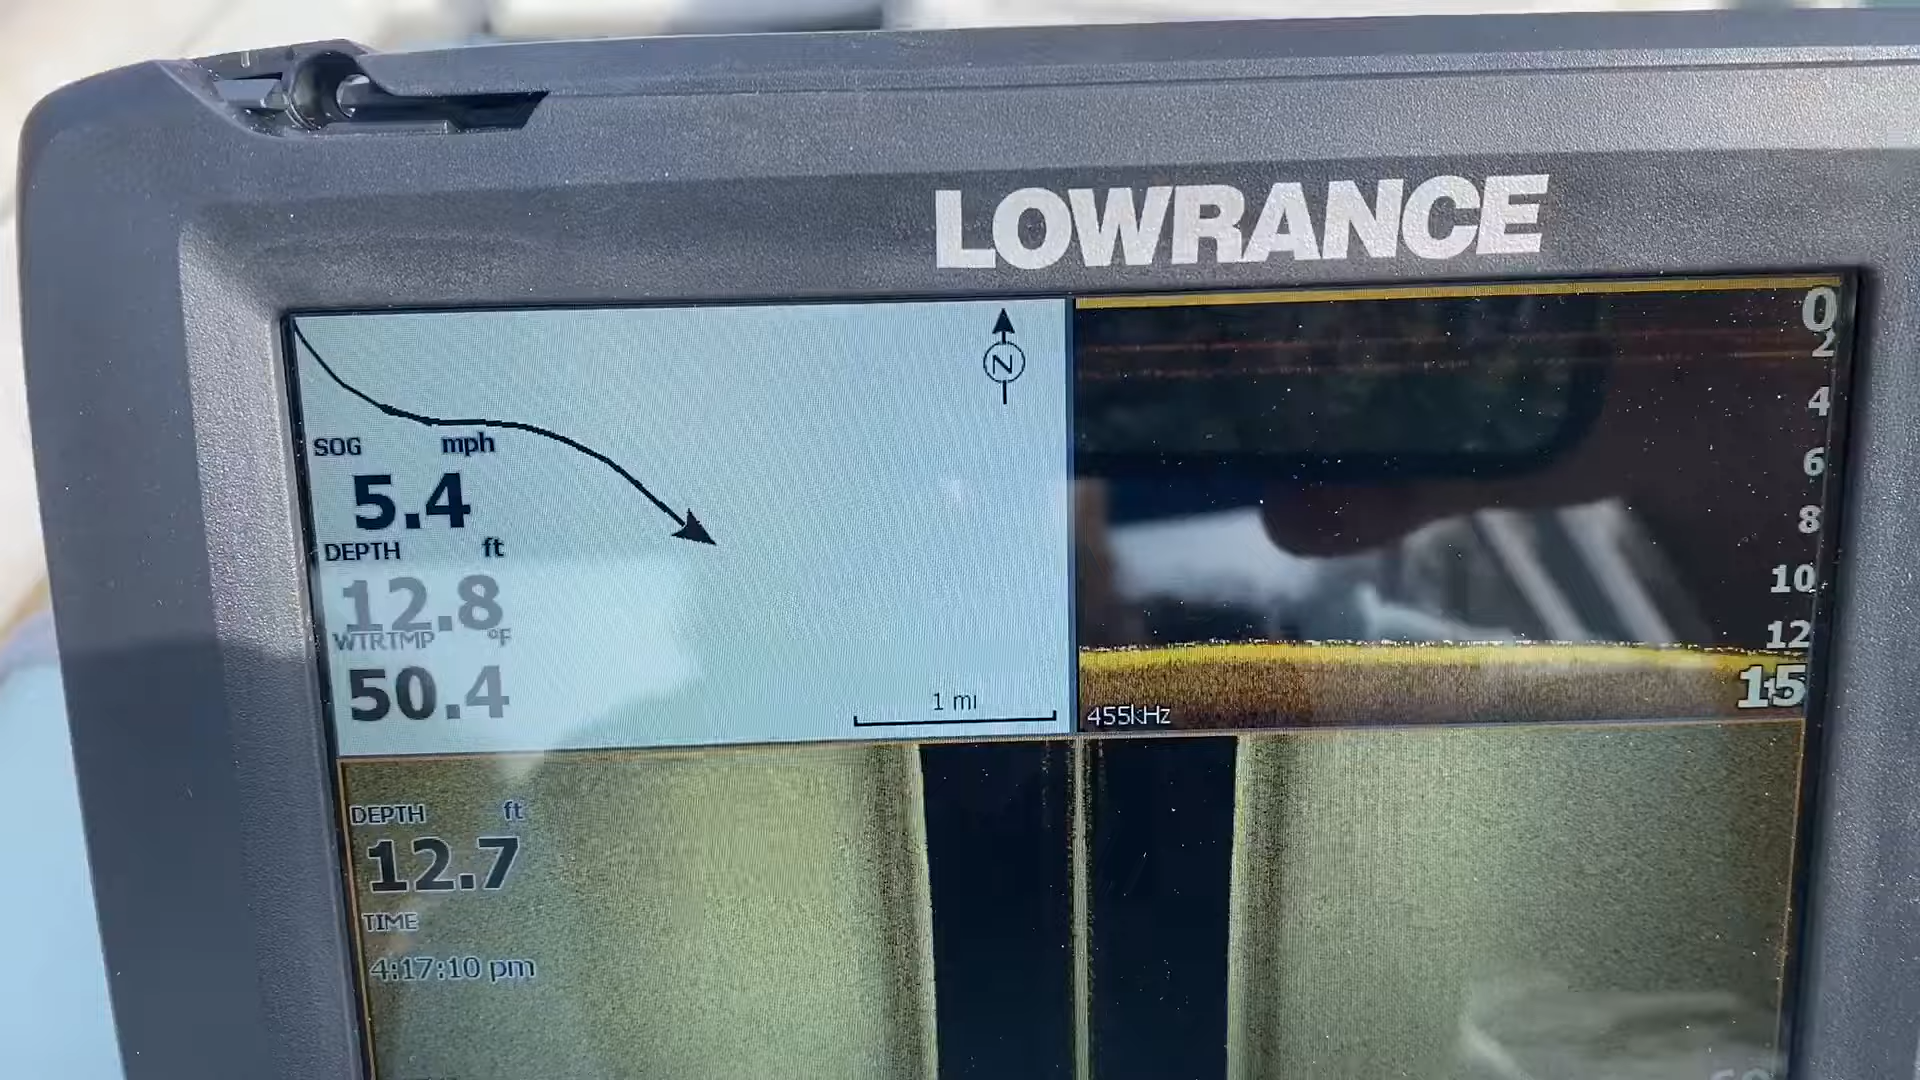 LOWRANCE
N
SOG mph
5.4
DEPTH ft
12.8
WTRTMP °F
50.4
1 mi
0
2
4
6
8
10
12
15
455kHz
DEPTH ft
12.7
TIME
4:17:10 pm